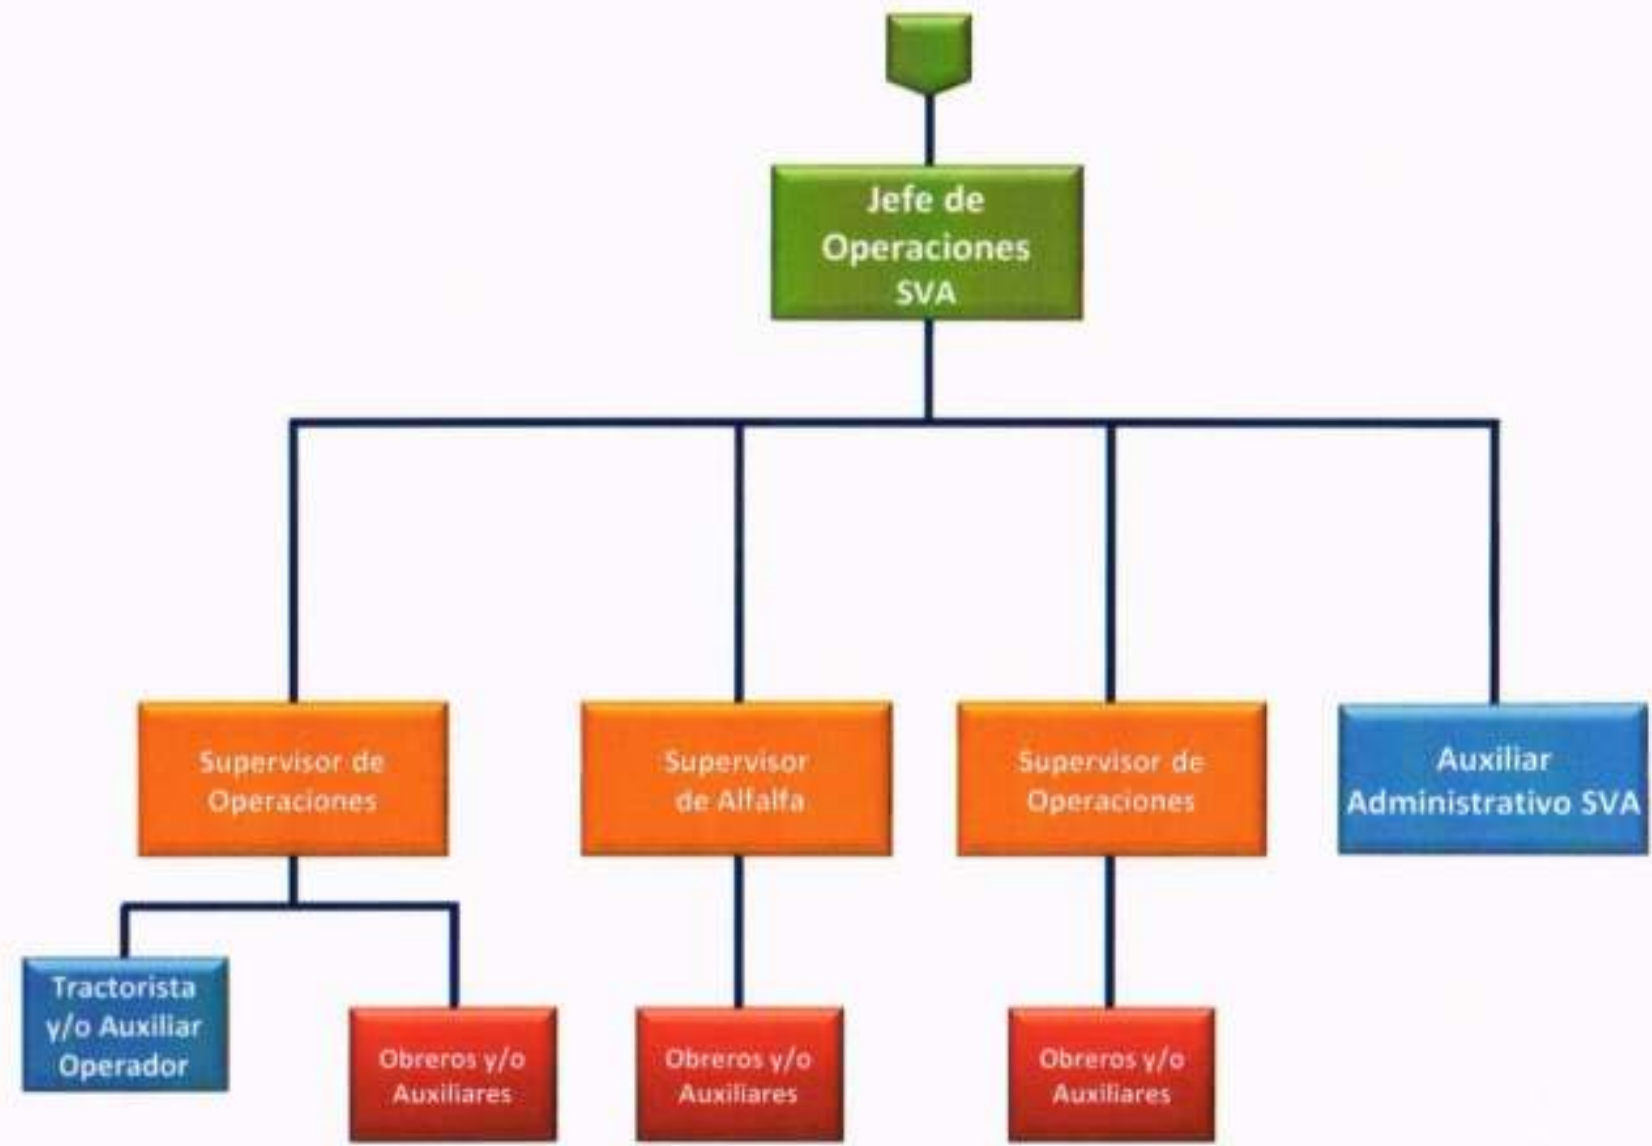 Jefe de
Operaciones
SVA
Supervisor de
Operaciones
Supervisor
de Alfalfa
Supervisor de
Operaciones
Auxiliar
Administrativo SVA
Tractorista
y/o Auxiliar
Operador
Obreros y/o
Auxiliares
Obreros y/o
Auxiliares
Obreros y/o
Auxiliares